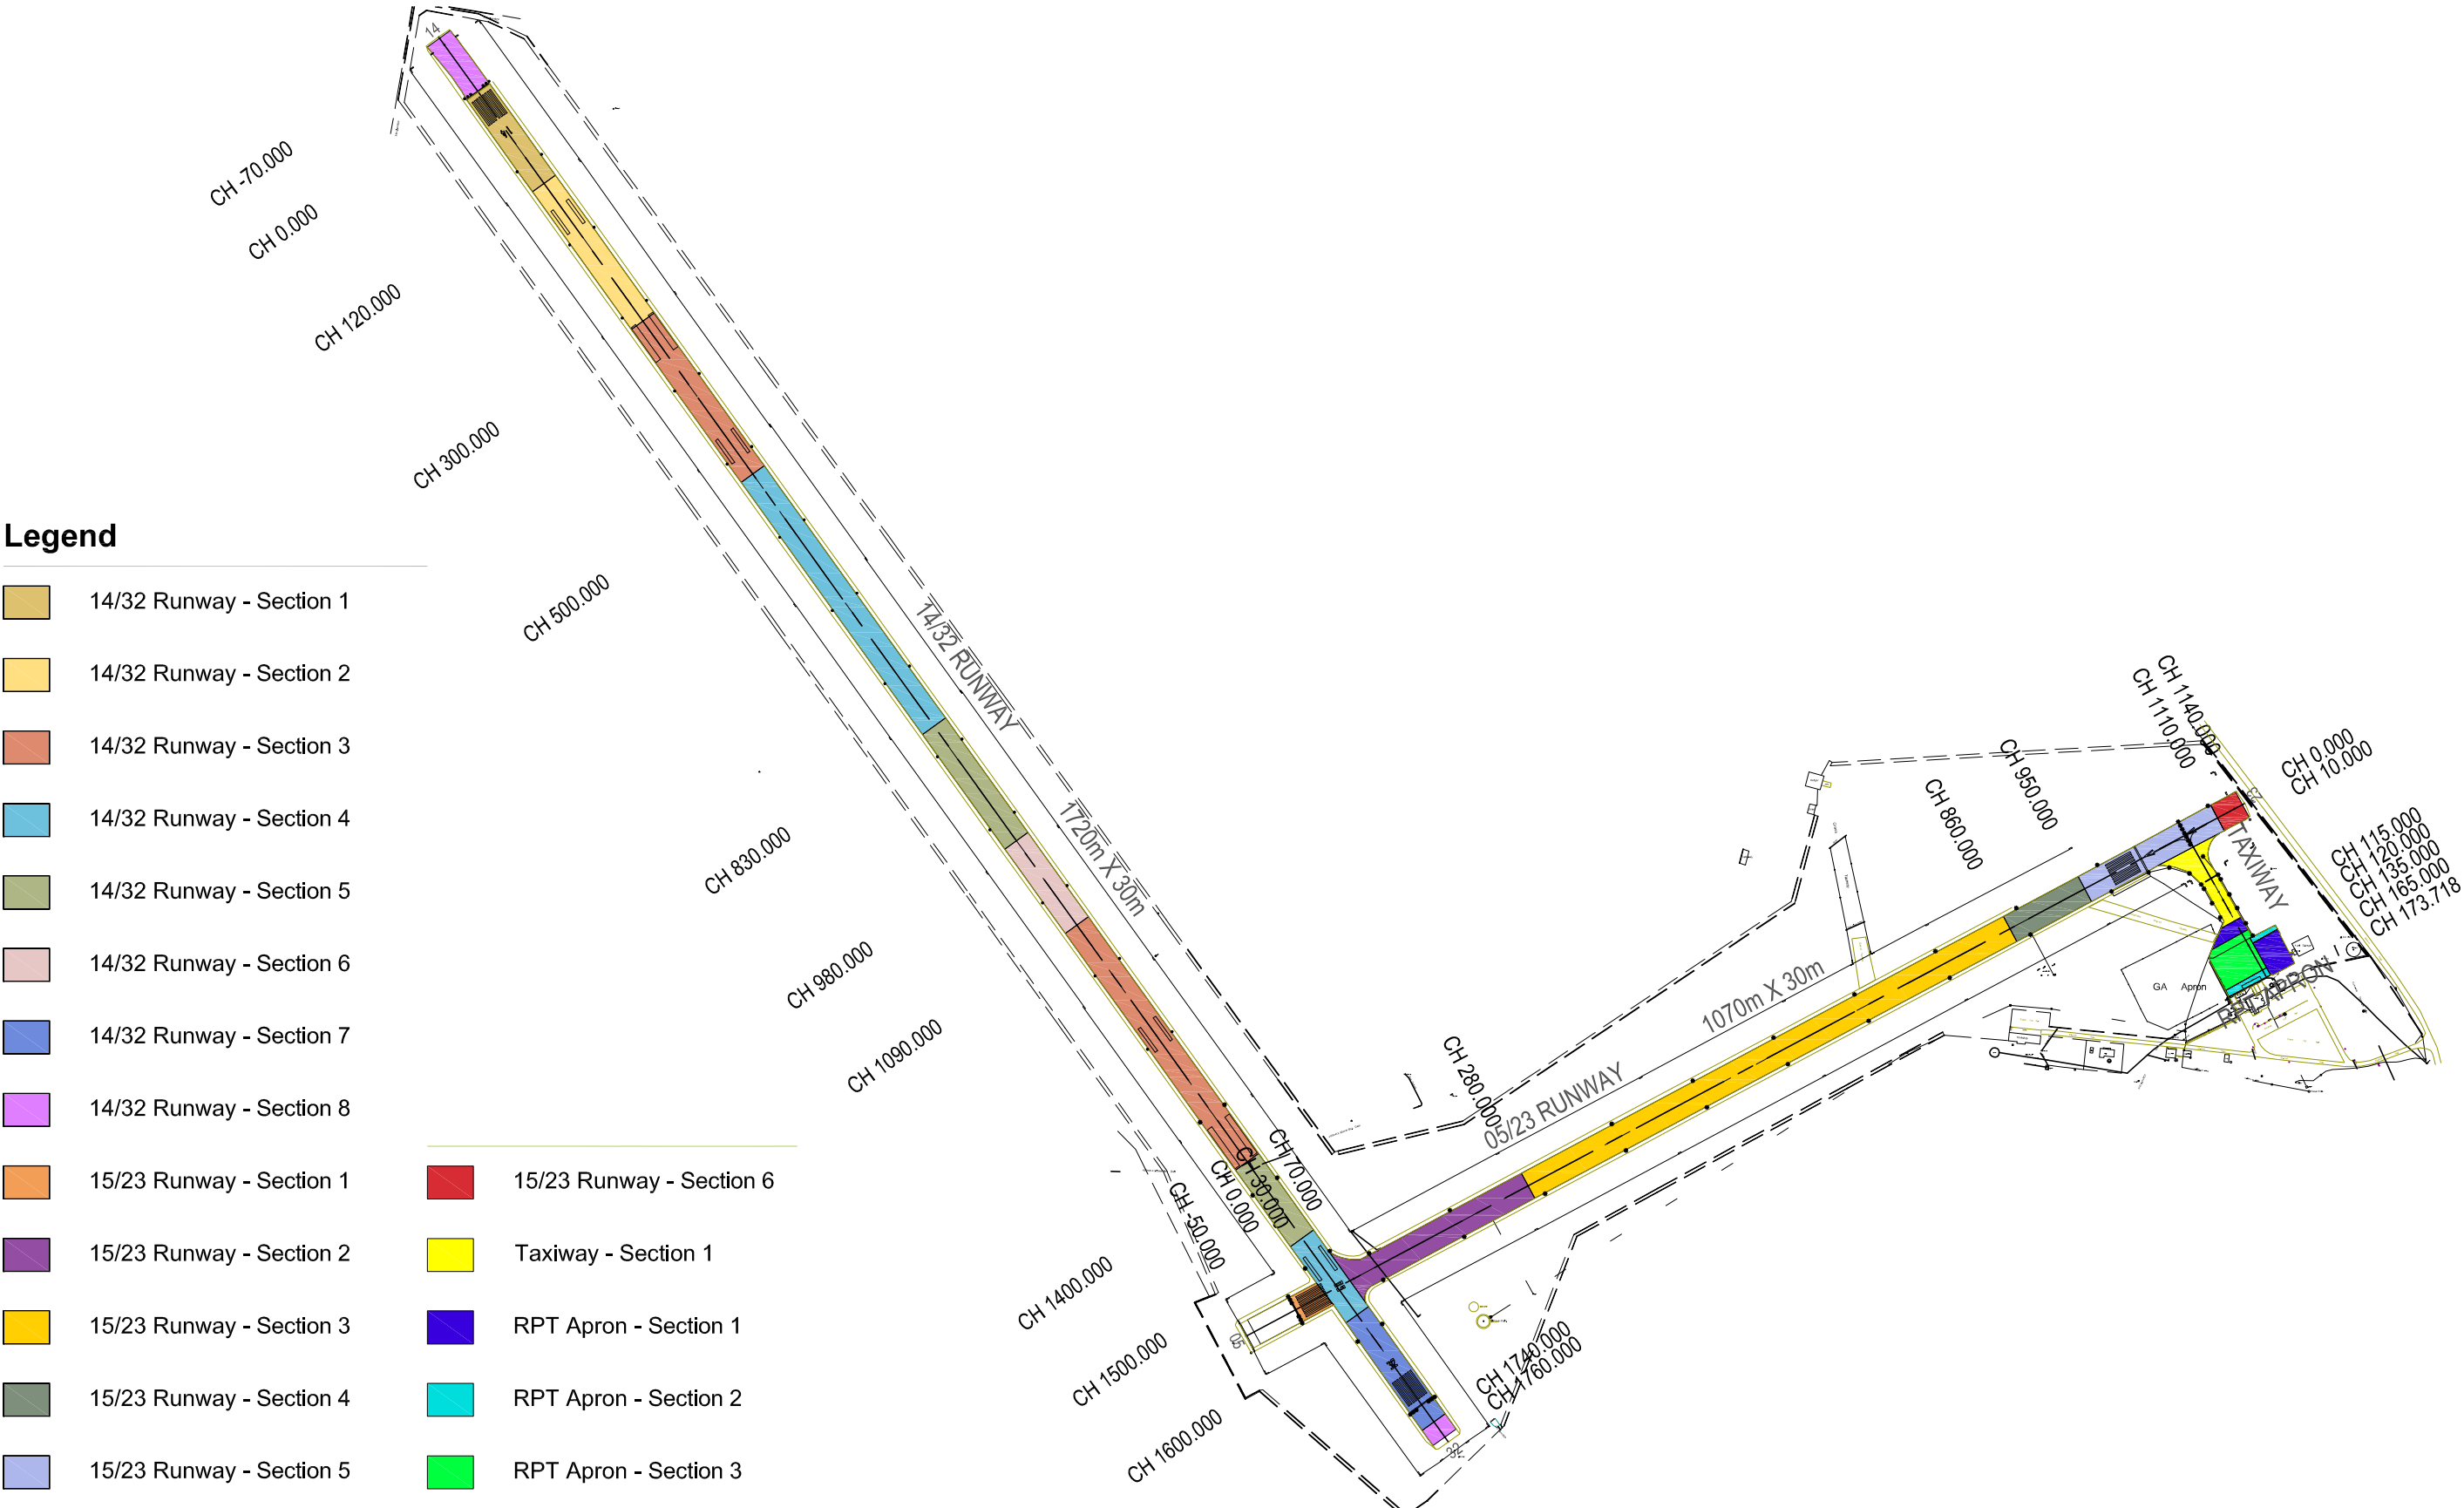 14
CH -70.000
CH 0.000
CH 120.000
CH 300.000
CH 500.000
CH 830.000
CH 980.000
CH 1090.000
CH 1400.000
CH 1500.000
CH 1600.000
14/32 RUNWAY
1720m X 30m
CH -50.000
CH 0.000
CH 30.000
CH 70.000
CH 280.000
05/23 RUNWAY
1070m X 30m
CH 860.000
CH 950.000
CH 1110.000
CH 1140.000
CH 0.000
CH 10.000
23
TAXIWAY
CH 115.000
CH 120.000
CH 135.000
CH 165.000
CH 173.718
GA Apron
RPT APRON
05
CH 1740.000
CH 1760.000
32
Legend
14/32 Runway - Section 1
14/32 Runway - Section 2
14/32 Runway - Section 3
14/32 Runway - Section 4
14/32 Runway - Section 5
14/32 Runway - Section 6
14/32 Runway - Section 7
14/32 Runway - Section 8
15/23 Runway - Section 1
15/23 Runway - Section 2
15/23 Runway - Section 3
15/23 Runway - Section 4
15/23 Runway - Section 5
15/23 Runway - Section 6
Taxiway - Section 1
RPT Apron - Section 1
RPT Apron - Section 2
RPT Apron - Section 3